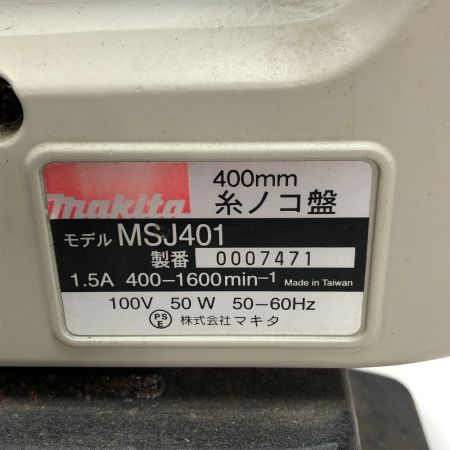 makita
400mm
糸ノコ盤
モデル MSJ401
製番 0007471
1.5A 400-1600min-1 Made in Taiwan
100V 50W 50-60Hz
PSE 株式会社マキタ